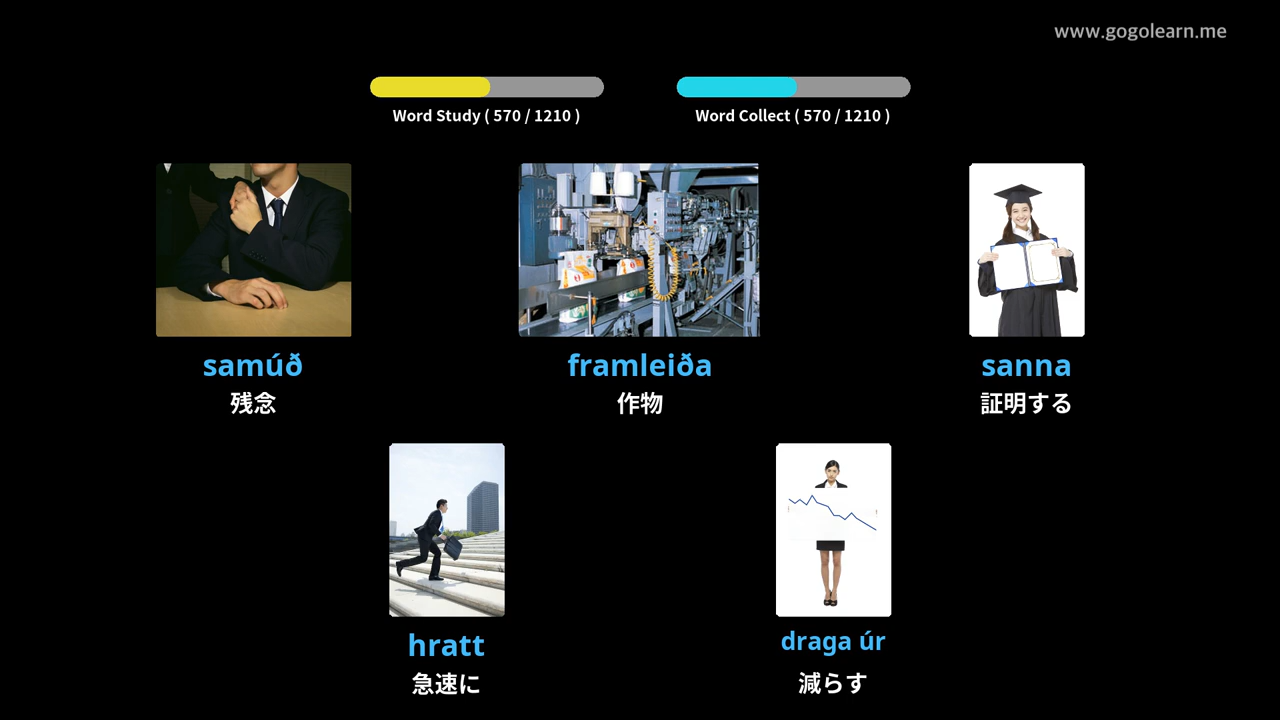 www.gogolearn.me
Word Study ( 570 / 1210 )
Word Collect ( 570 / 1210 )
samúð
残念
framleiða
作物
sanna
証明する
hratt
急速に
draga úr
減らす